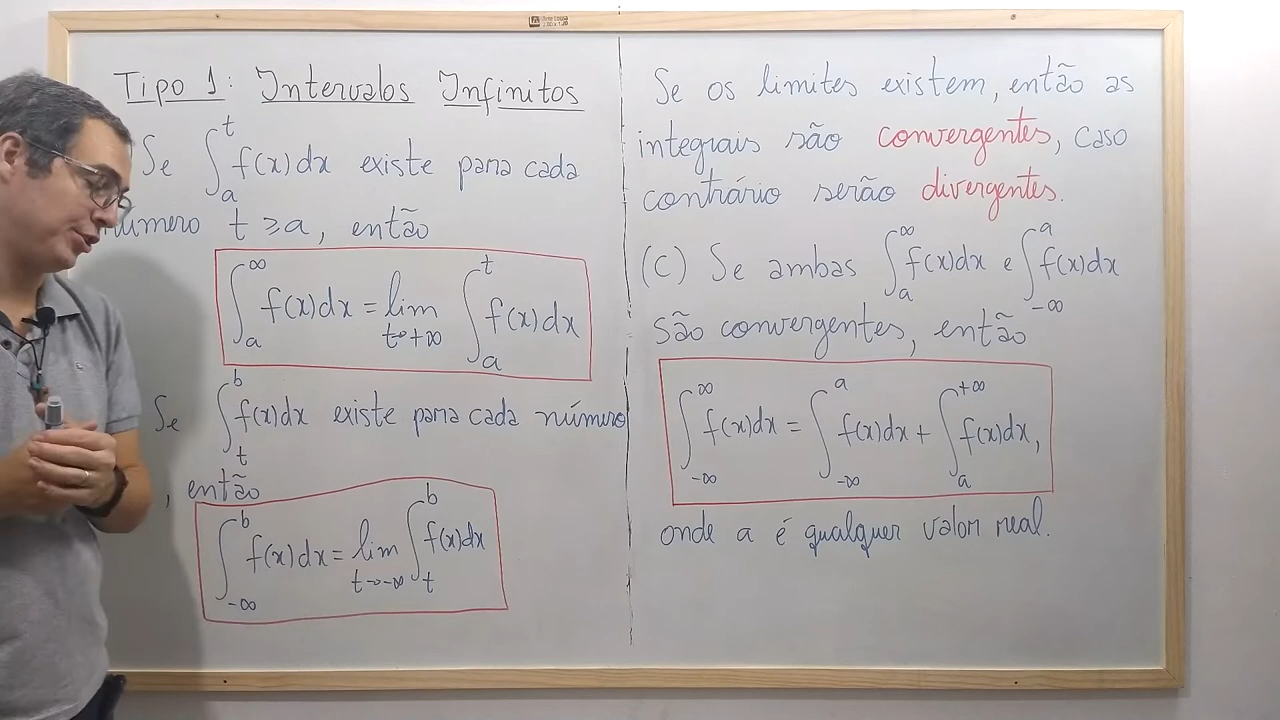 Tipo 1: Intervalos Infinitos
Se ∫_a^t f(x)dx existe para cada
número t ≥ a, então
∫_a^∞ f(x)dx = lim_{t→+∞} ∫_a^t f(x)dx
Se ∫_t^b f(x)dx existe para cada número
, então
∫_{-∞}^b f(x)dx = lim_{t→-∞} ∫_t^b f(x)dx
Se os limites existem, então as
integrais são convergentes, caso
contrário serão divergentes.
(C) Se ambas ∫_a^∞ f(x)dx e ∫_{-∞}^a f(x)dx
são convergentes, então
∫_{-∞}^∞ f(x)dx = ∫_{-∞}^a f(x)dx + ∫_a^{+∞} f(x)dx,
onde a é qualquer valor real.